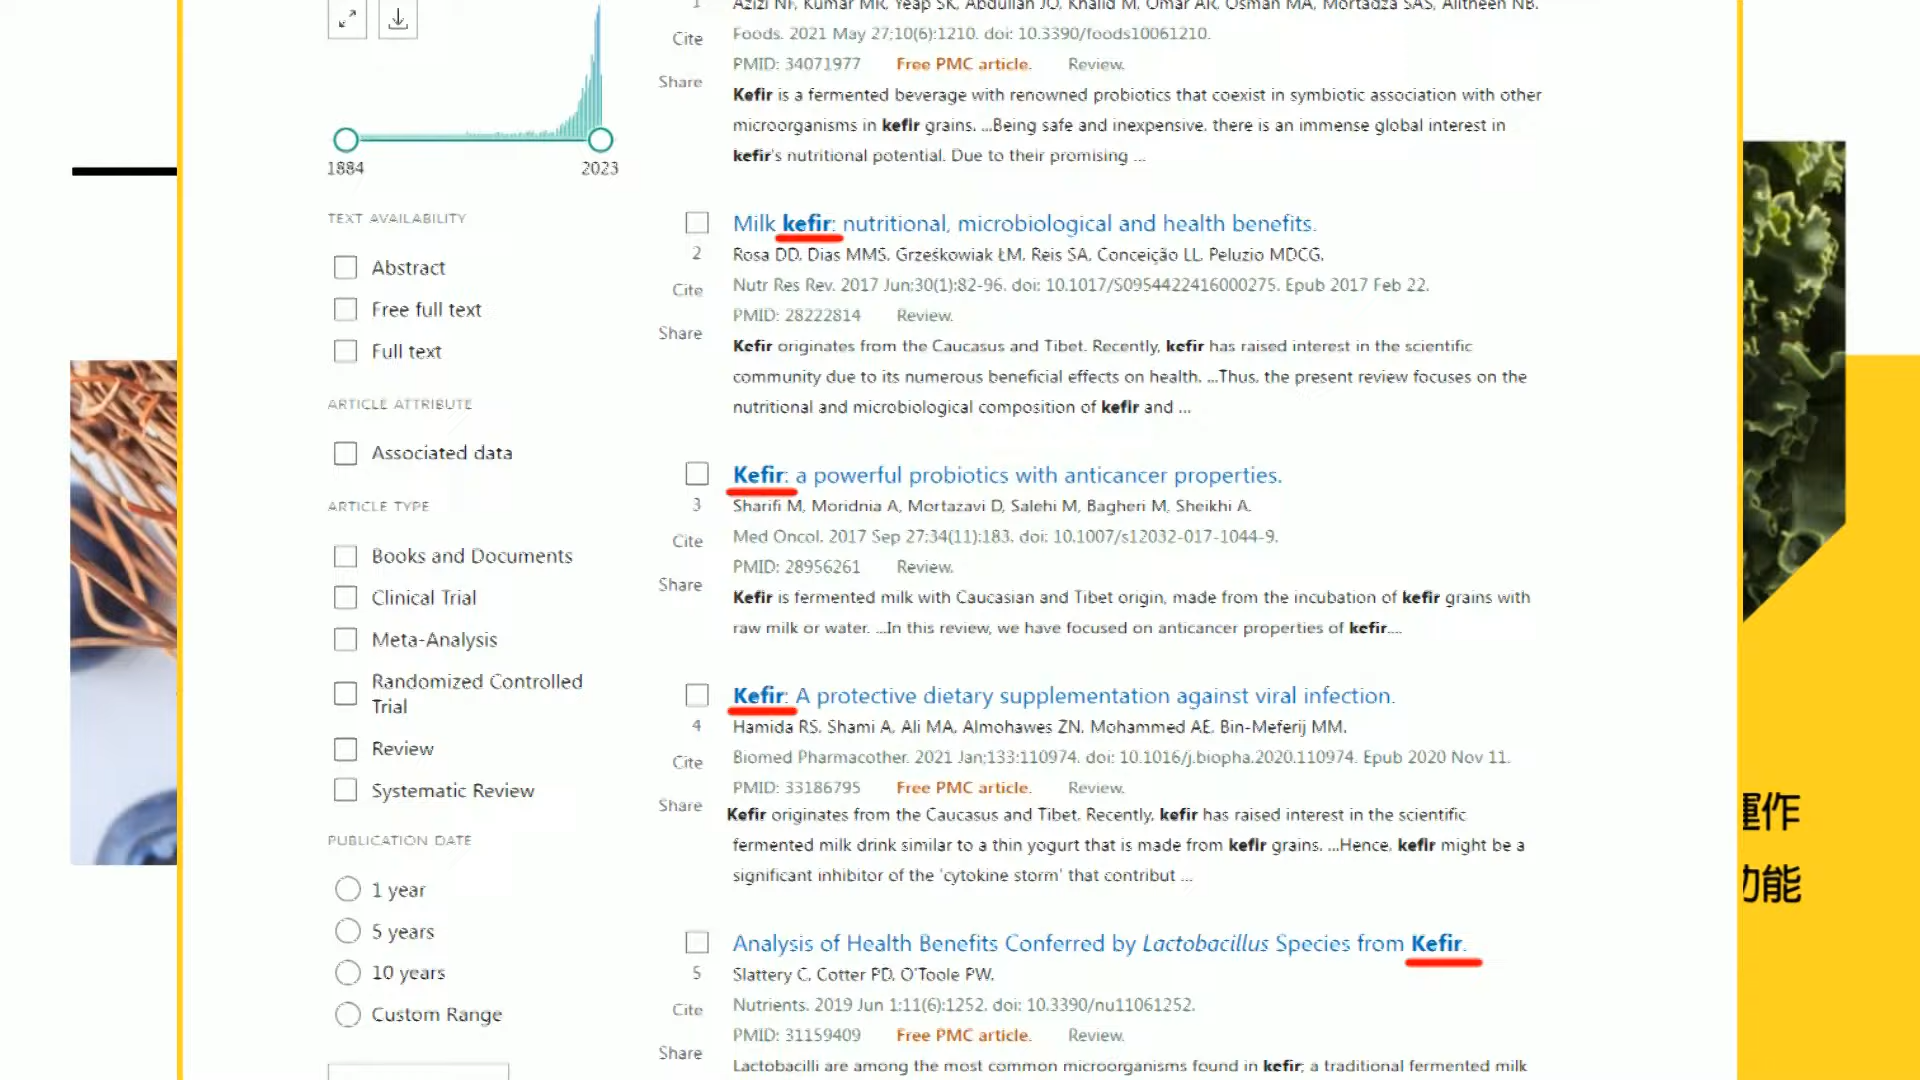 1884
2023
TEXT AVAILABILITY
Abstract
Free full text
Full text
ARTICLE ATTRIBUTE
Associated data
ARTICLE TYPE
Books and Documents
Clinical Trial
Meta-Analysis
Randomized Controlled
Trial
Review
Systematic Review
PUBLICATION DATE
1 year
5 years
10 years
Custom Range
1
Azizi NF, Kumar MR, Yeap SK, Abdullah JO, Khalid M, Omar AR, Osman MA, Mortadza SAS, Alitheen NB.
Cite
Foods. 2021 May 27;10(6):1210. doi: 10.3390/foods10061210.
PMID: 34071977 Free PMC article. Review.
Share
Kefir is a fermented beverage with renowned probiotics that coexist in symbiotic association with other
microorganisms in kefir grains. ...Being safe and inexpensive, there is an immense global interest in
kefir's nutritional potential. Due to their promising ...
Milk kefir: nutritional, microbiological and health benefits.
2
Rosa DD, Dias MMS, Grześkowiak ŁM, Reis SA, Conceição LL, Peluzio MDCG.
Cite
Nutr Res Rev. 2017 Jun;30(1):82-96. doi: 10.1017/S0954422416000275. Epub 2017 Feb 22.
PMID: 28222814 Review.
Share
Kefir originates from the Caucasus and Tibet. Recently, kefir has raised interest in the scientific
community due to its numerous beneficial effects on health. ...Thus, the present review focuses on the
nutritional and microbiological composition of kefir and ...
Kefir: a powerful probiotics with anticancer properties.
3
Sharifi M, Moridnia A, Mortazavi D, Salehi M, Bagheri M, Sheikhi A.
Cite
Med Oncol. 2017 Sep 27;34(11):183. doi: 10.1007/s12032-017-1044-9.
PMID: 28956261 Review.
Share
Kefir is fermented milk with Caucasian and Tibet origin, made from the incubation of kefir grains with
raw milk or water. ...In this review, we have focused on anticancer properties of kefir....
Kefir: A protective dietary supplementation against viral infection.
4
Hamida RS, Shami A, Ali MA, Almohawes ZN, Mohammed AE, Bin-Meferij MM.
Cite
Biomed Pharmacother. 2021 Jan;133:110974. doi: 10.1016/j.biopha.2020.110974. Epub 2020 Nov 11.
PMID: 33186795 Free PMC article. Review.
Share
Kefir originates from the Caucasus and Tibet. Recently, kefir has raised interest in the scientific
fermented milk drink similar to a thin yogurt that is made from kefir grains. ...Hence, kefir might be a
significant inhibitor of the 'cytokine storm' that contribut ...
Analysis of Health Benefits Conferred by Lactobacillus Species from Kefir.
5
Slattery C, Cotter PD, O'Toole PW.
Cite
Nutrients. 2019 Jun 1;11(6):1252. doi: 10.3390/nu11061252.
PMID: 31159409 Free PMC article. Review.
Share
Lactobacilli are among the most common microorganisms found in kefir; a traditional fermented milk
運作
功能